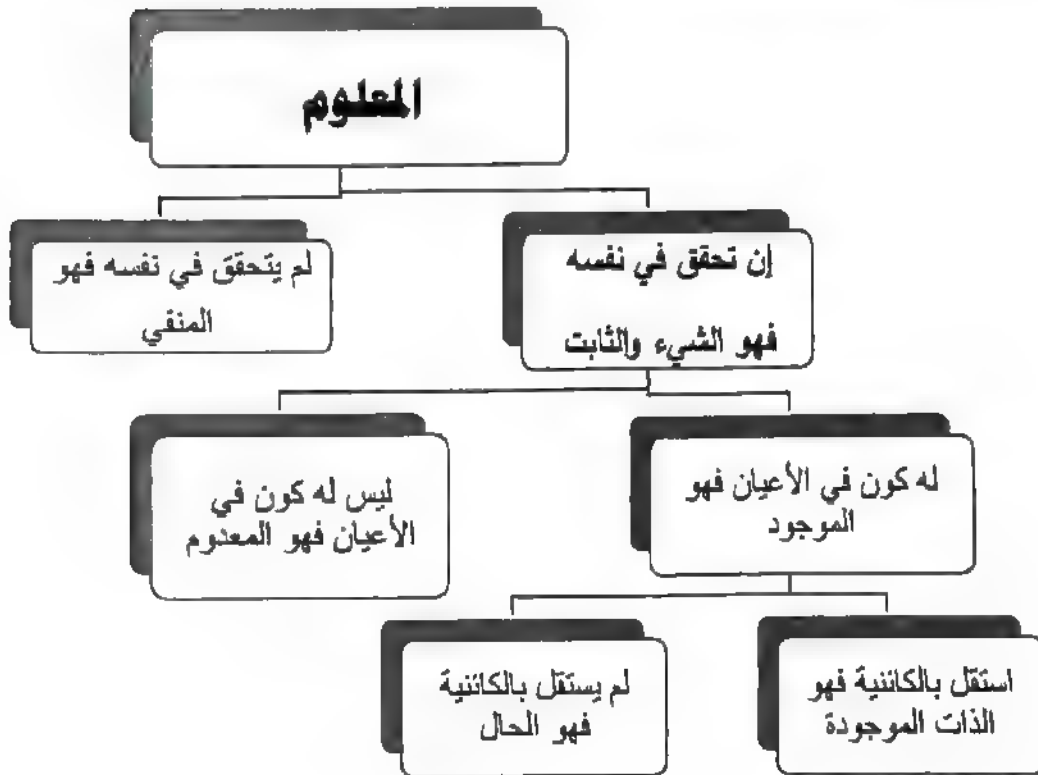 المعلوم
إن تحقق في نفسه
فهو الشيء والثابت
لم يتحقق في نفسه فهو
المنفي
له كون في الأعيان فهو
الموجود
ليس له كون في
الأعيان فهو المعدوم
استقل بالكائنية فهو
الذات الموجودة
لم يستقل بالكائنية
فهو الحال